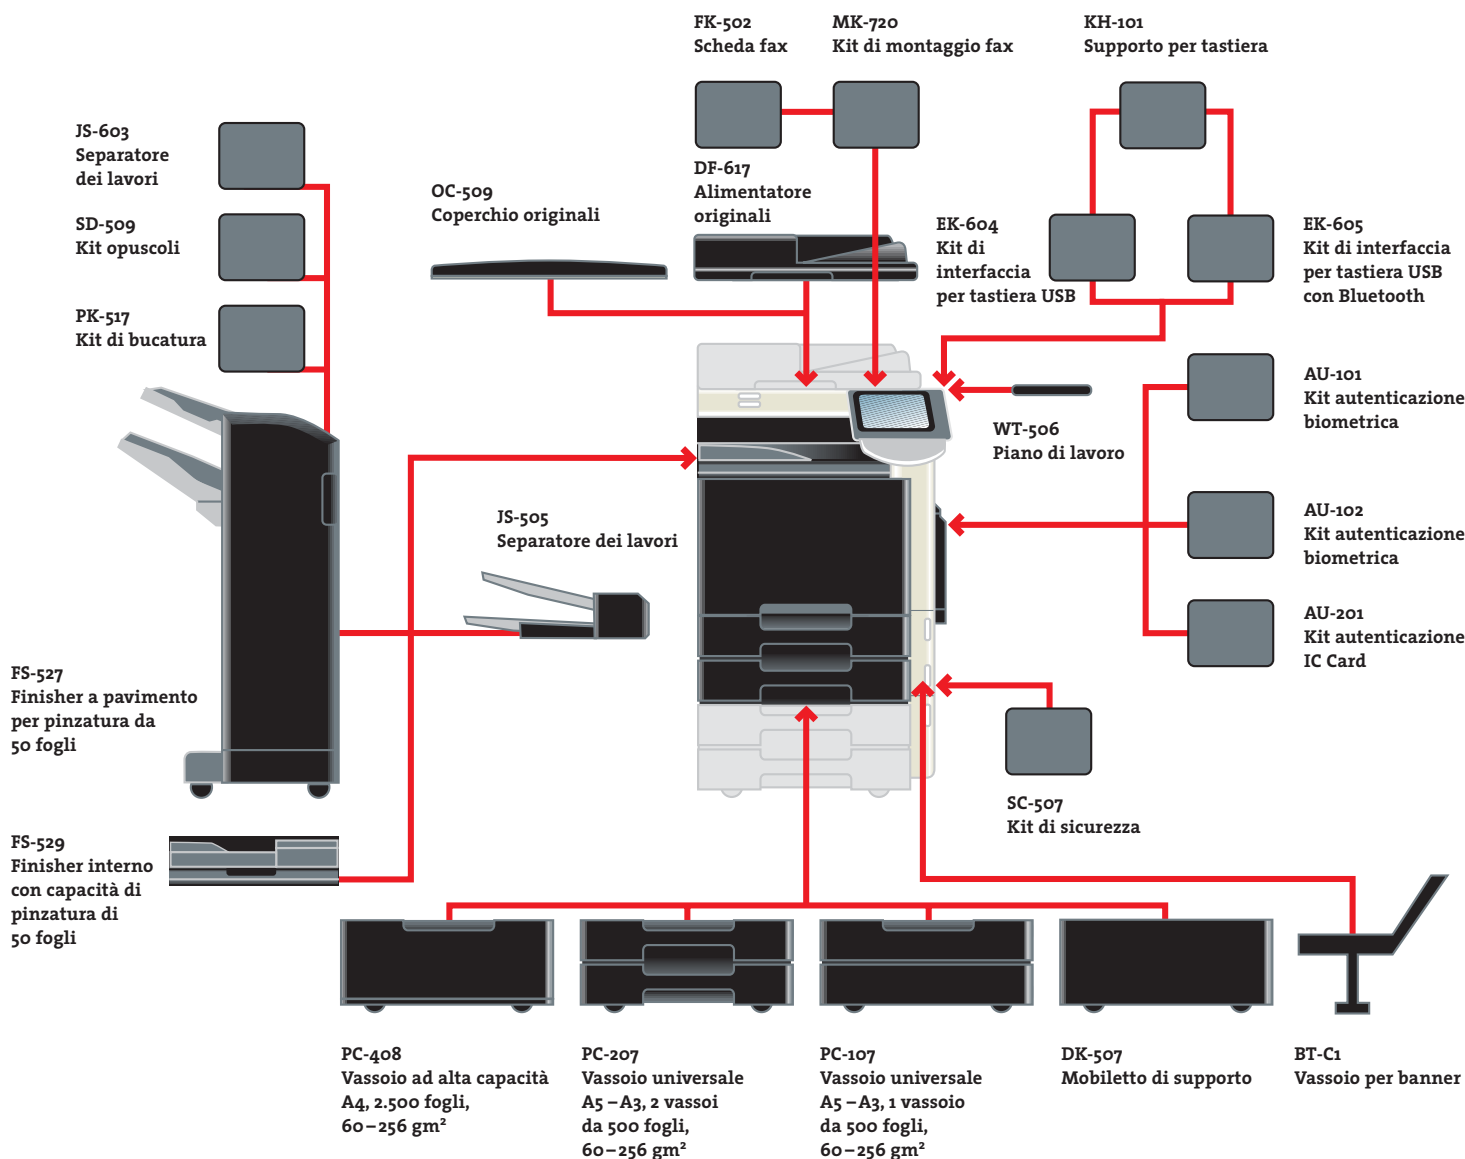 FK-502
Scheda fax
MK-720
Kit di montaggio fax
KH-101
Supporto per tastiera
JS-603
Separatore
dei lavori
SD-509
Kit opuscoli
PK-517
Kit di bucatura
OC-509
Coperchio originali
DF-617
Alimentatore
originali
EK-604
Kit di
interfaccia
per tastiera USB
EK-605
Kit di interfaccia
per tastiera USB
con Bluetooth
AU-101
Kit autenticazione
biometrica
WT-506
Piano di lavoro
AU-102
Kit autenticazione
biometrica
JS-505
Separatore dei lavori
AU-201
Kit autenticazione
IC Card
FS-527
Finisher a pavimento
per pinzatura da
50 fogli
SC-507
Kit di sicurezza
FS-529
Finisher interno
con capacità di
pinzatura di
50 fogli
PC-408
Vassoio ad alta capacità
A4, 2.500 fogli,
60–256 gm²
PC-207
Vassoio universale
A5–A3, 2 vassoi
da 500 fogli,
60–256 gm²
PC-107
Vassoio universale
A5–A3, 1 vassoio
da 500 fogli,
60–256 gm²
DK-507
Mobiletto di supporto
BT-C1
Vassoio per banner